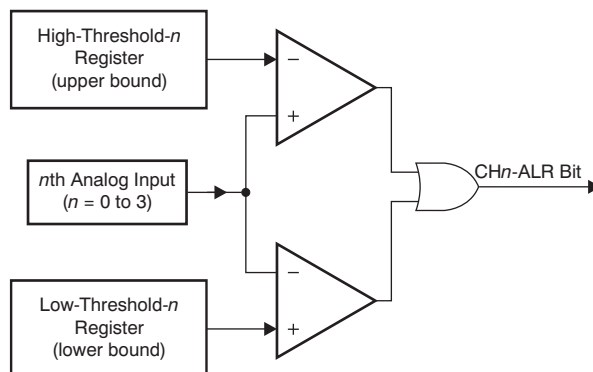 High-Threshold-n
Register
(upper bound)
−
+
nth Analog Input
(n = 0 to 3)
CHn-ALR Bit
−
+
Low-Threshold-n
Register
(lower bound)